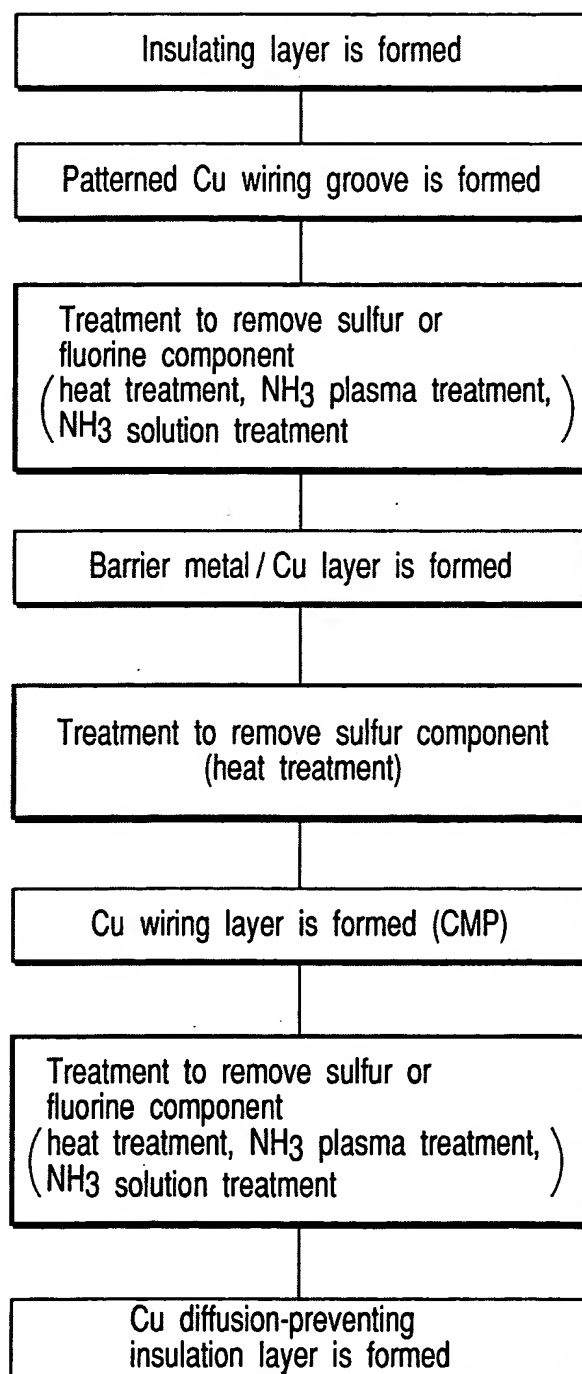 Insulating layer is formed
Patterned Cu wiring groove is formed
Treatment to remove sulfur or
fluorine component
(heat treatment, NH3 plasma treatment,
NH3 solution treatment)
Barrier metal / Cu layer is formed
Treatment to remove sulfur component
(heat treatment)
Cu wiring layer is formed (CMP)
Treatment to remove sulfur or
fluorine component
(heat treatment, NH3 plasma treatment,
NH3 solution treatment)
Cu diffusion-preventing
insulation layer is formed